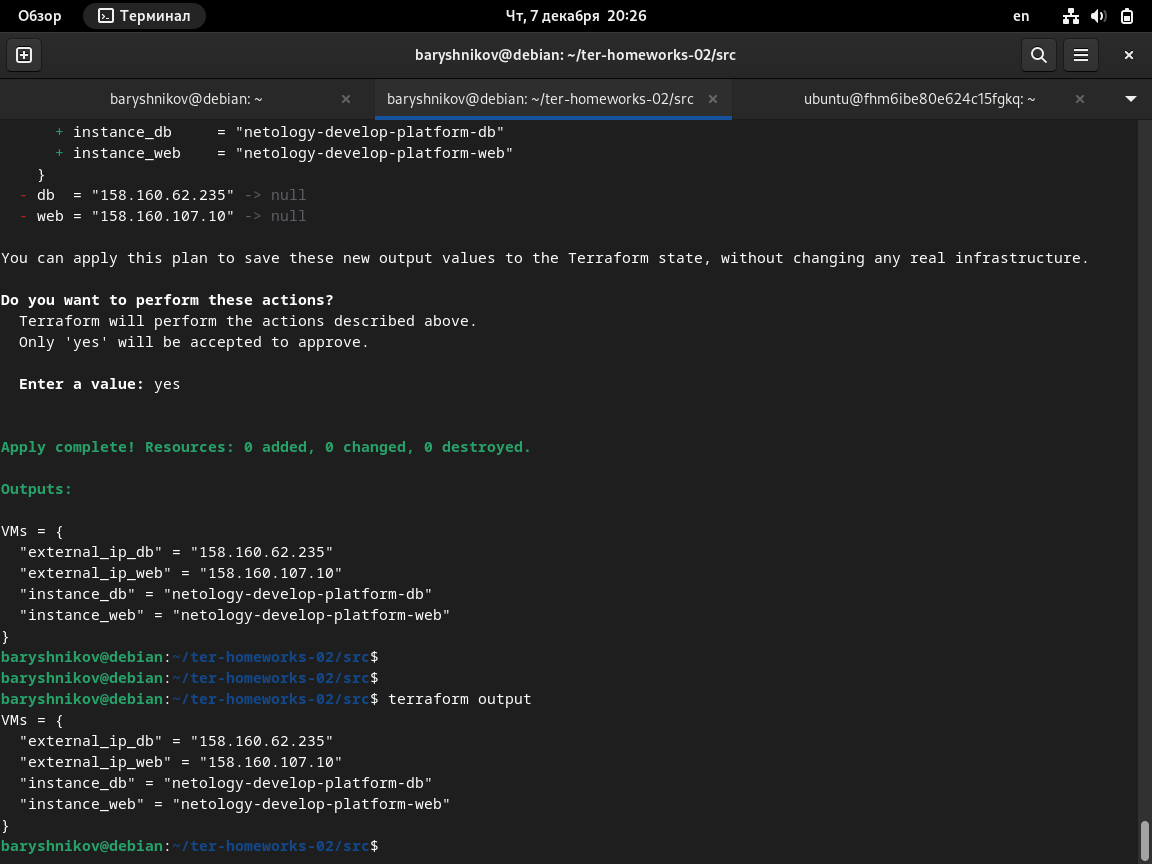 Обзор Терминал Чт, 7 декабря 20:26 en
baryshnikov@debian: ~/ter-homeworks-02/src
baryshnikov@debian: ~ baryshnikov@debian: ~/ter-homeworks-02/src ubuntu@fhm6ibe80e624c15fgkq: ~
      + instance_db     = "netology-develop-platform-db"
      + instance_web    = "netology-develop-platform-web"
    }
  - db  = "158.160.62.235" -> null
  - web = "158.160.107.10" -> null
You can apply this plan to save these new output values to the Terraform state, without changing any real infrastructure.
Do you want to perform these actions?
  Terraform will perform the actions described above.
  Only 'yes' will be accepted to approve.
  Enter a value: yes
Apply complete! Resources: 0 added, 0 changed, 0 destroyed.
Outputs:
VMs = {
  "external_ip_db" = "158.160.62.235"
  "external_ip_web" = "158.160.107.10"
  "instance_db" = "netology-develop-platform-db"
  "instance_web" = "netology-develop-platform-web"
}
baryshnikov@debian:~/ter-homeworks-02/src$
baryshnikov@debian:~/ter-homeworks-02/src$
baryshnikov@debian:~/ter-homeworks-02/src$ terraform output
VMs = {
  "external_ip_db" = "158.160.62.235"
  "external_ip_web" = "158.160.107.10"
  "instance_db" = "netology-develop-platform-db"
  "instance_web" = "netology-develop-platform-web"
}
baryshnikov@debian:~/ter-homeworks-02/src$